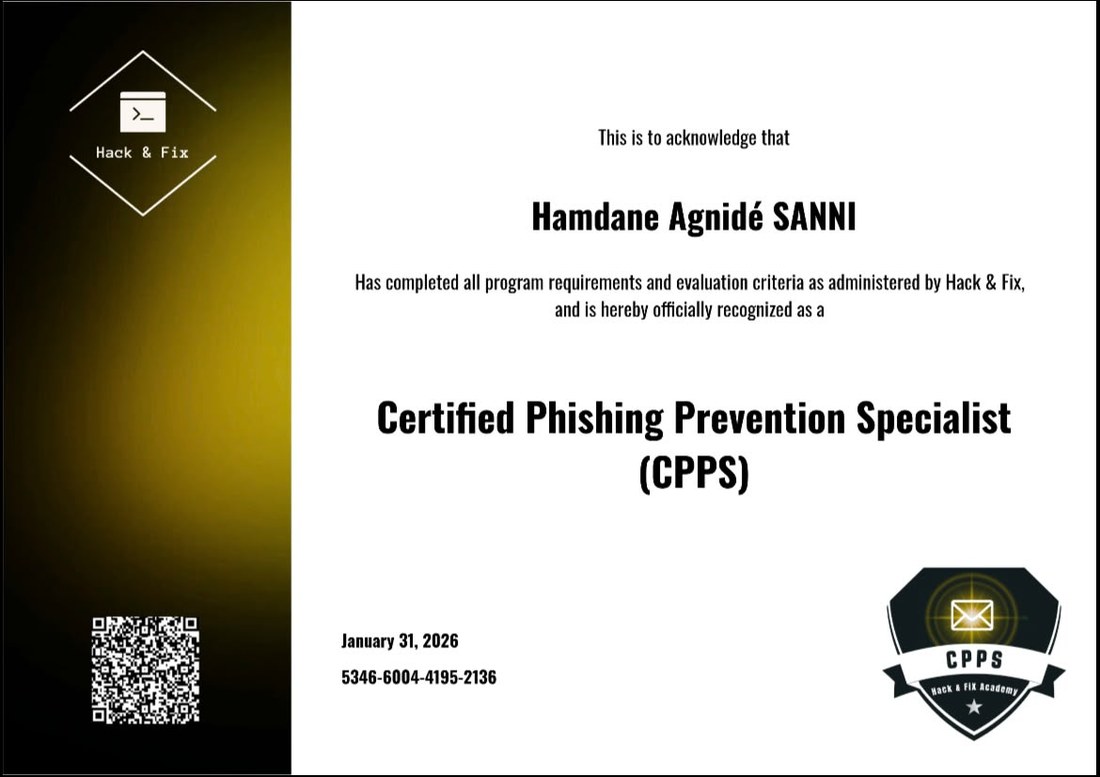 >_
Hack & Fix
This is to acknowledge that
Hamdane Agnidé SANNI
Has completed all program requirements and evaluation criteria as administered by Hack & Fix,
and is hereby officially recognized as a
Certified Phishing Prevention Specialist
(CPPS)
January 31, 2026
5346-6004-4195-2136
CPPS
Hack & FiX Academy